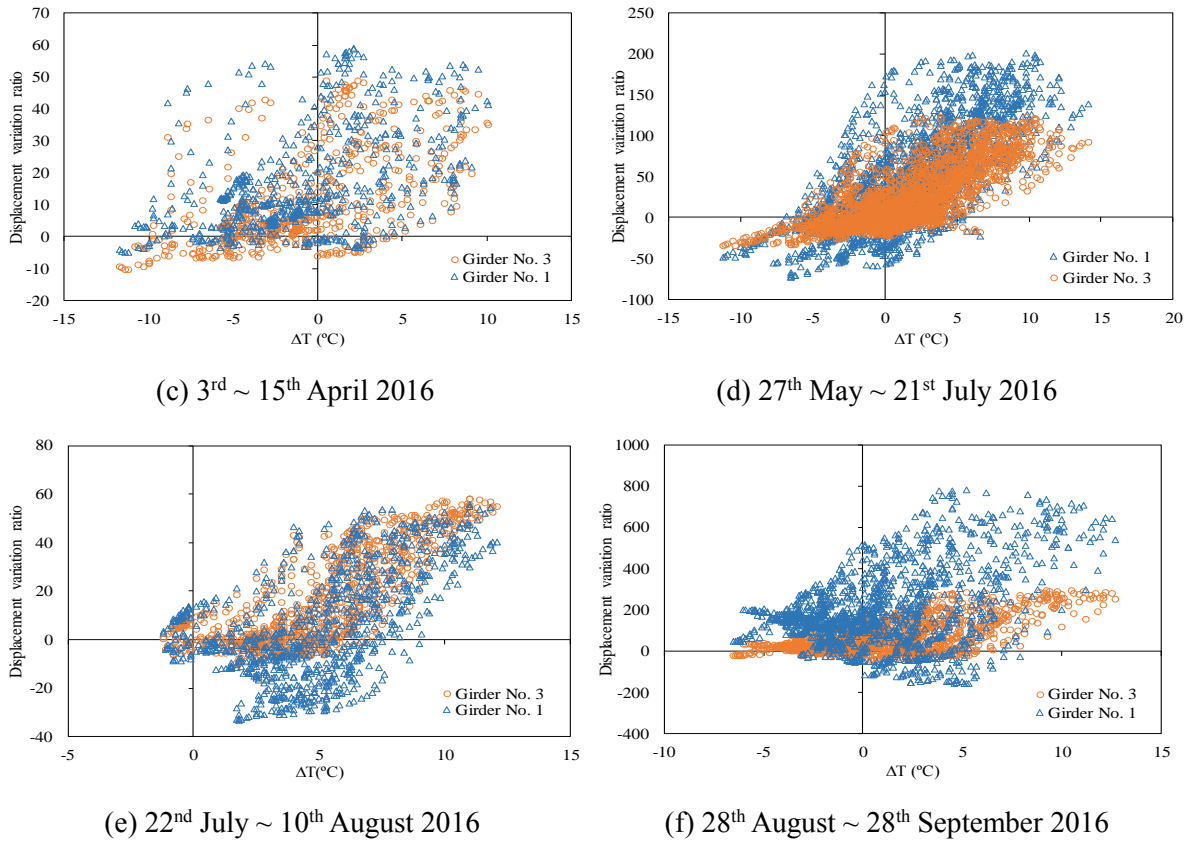 70
60
50
40
30
20
10
0
-10
-20
-15
-10
-5
0
5
10
15
Displacement variation ratio
ΔT (ºC)
Girder No. 3
Girder No. 1
(c) 3rd ~ 15th April 2016
250
200
150
100
50
0
-50
-100
-15
-10
-5
0
5
10
15
20
Displacement variation ratio
ΔT (ºC)
Girder No. 1
Girder No. 3
(d) 27th May ~ 21st July 2016
80
60
40
20
0
-20
-40
-5
0
5
10
15
Displacement variation ratio
ΔT(ºC)
Girder No. 3
Girder No. 1
(e) 22nd July ~ 10th August 2016
1000
800
600
400
200
0
-200
-400
-10
-5
0
5
10
15
Displacement variation ratio
ΔT (ºC)
Girder No. 3
Girder No. 1
(f) 28th August ~ 28th September 2016